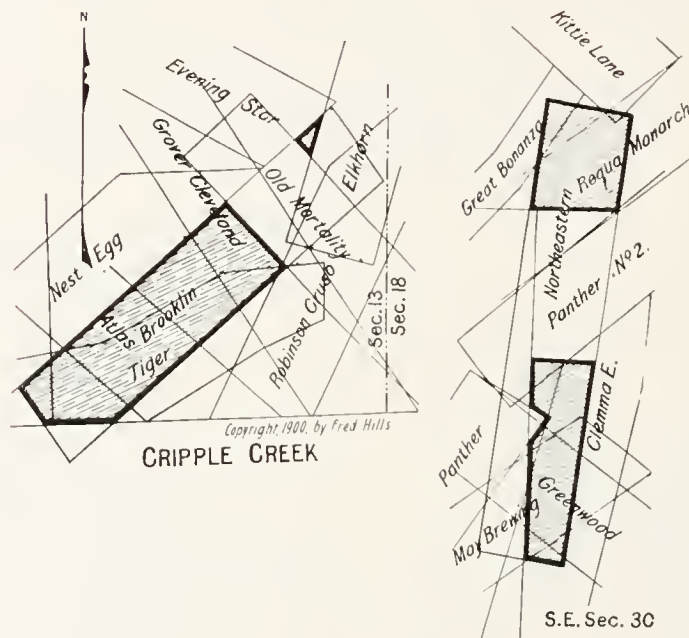 N
Evening Star
Grover Cleveland
Old Mortality
Elkhorn
Nest Egg
Atlas Brooklin
Tiger
Robinson Cruso
Sec. 13
Sec. 18
Copyright, 1900, by Fred Hills
CRIPPLE CREEK
Kittie Lane
Great Bonanza
Requa Monarch
Northeastern
Panther Nº 2.
Clemma E.
Panther
Greenwood
May Brewing
S.E. Sec. 30